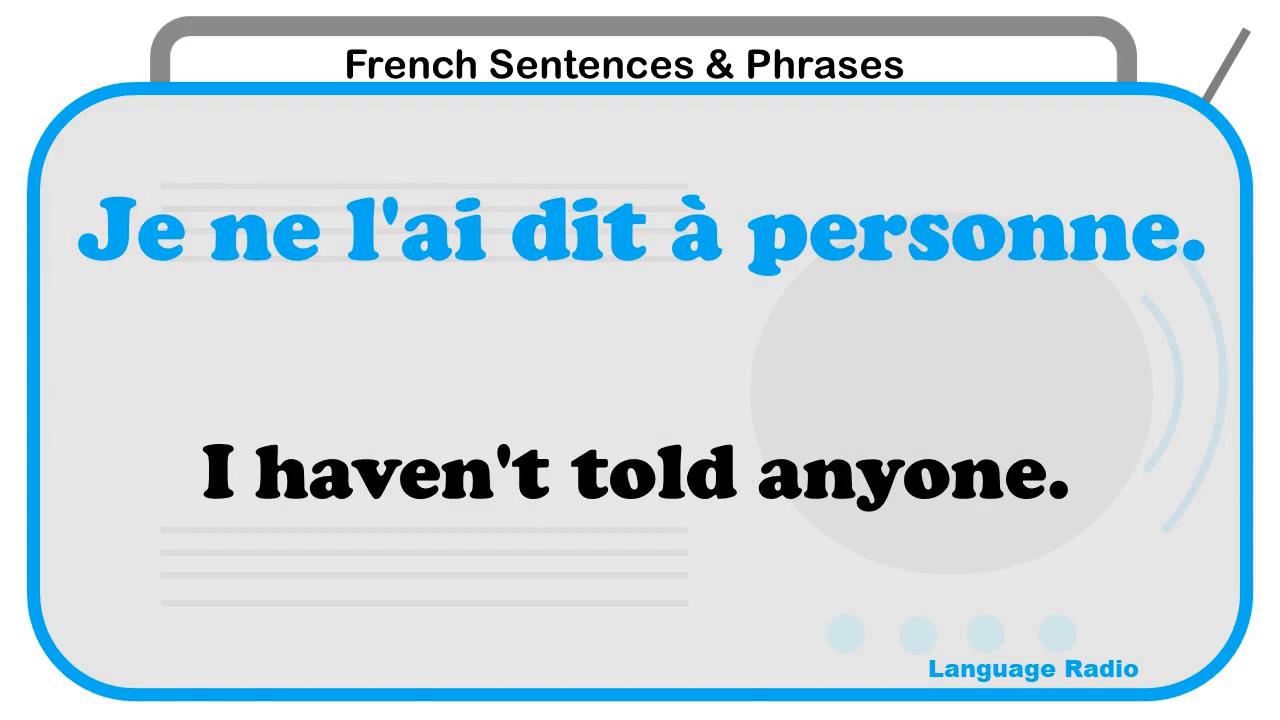 French Sentences & Phrases
Je ne l'ai dit à personne.
I haven't told anyone.
Language Radio